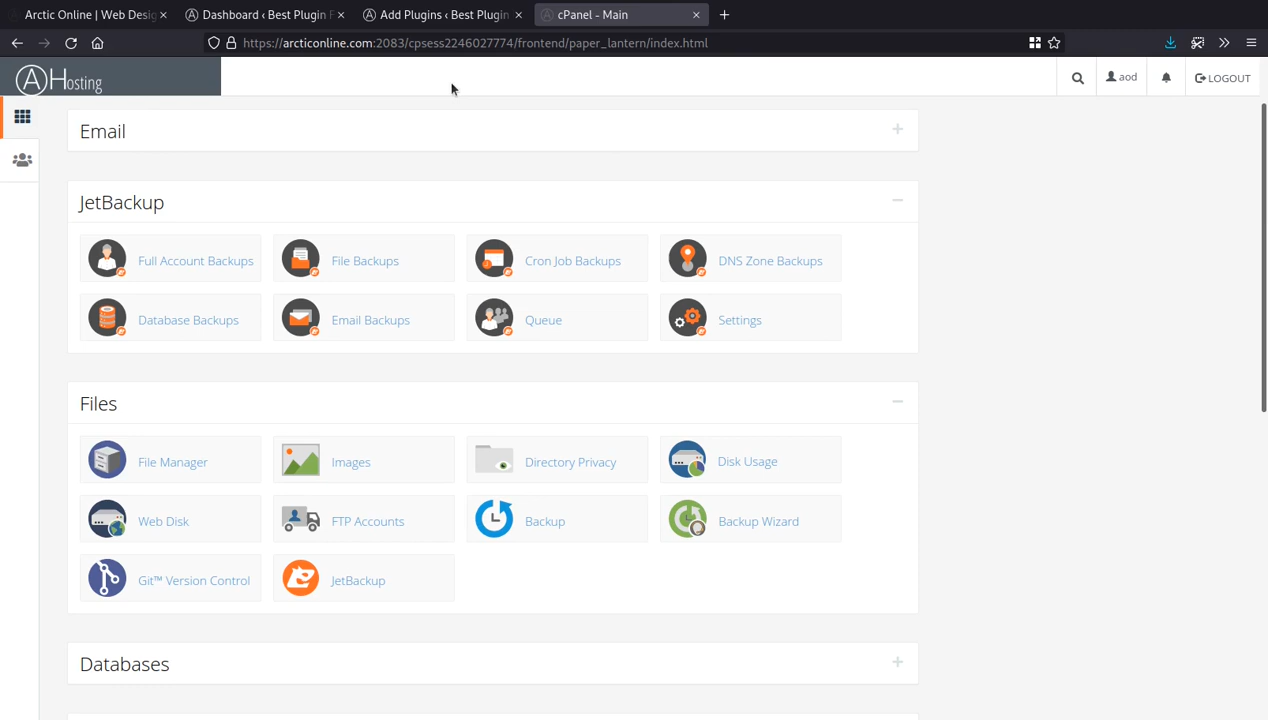 Arctic Online | Web Desig
Dashboard ‹ Best Plugin F
Add Plugins ‹ Best Plugin
cPanel - Main
https://arcticonline.com:2083/cpsess2246027774/frontend/paper_lantern/index.html
AHosting
aod
LOGOUT
Email
JetBackup
Full Account Backups
File Backups
Cron Job Backups
DNS Zone Backups
Database Backups
Email Backups
Queue
Settings
Files
File Manager
Images
Directory Privacy
Disk Usage
Web Disk
FTP Accounts
Backup
Backup Wizard
Git™ Version Control
JetBackup
Databases